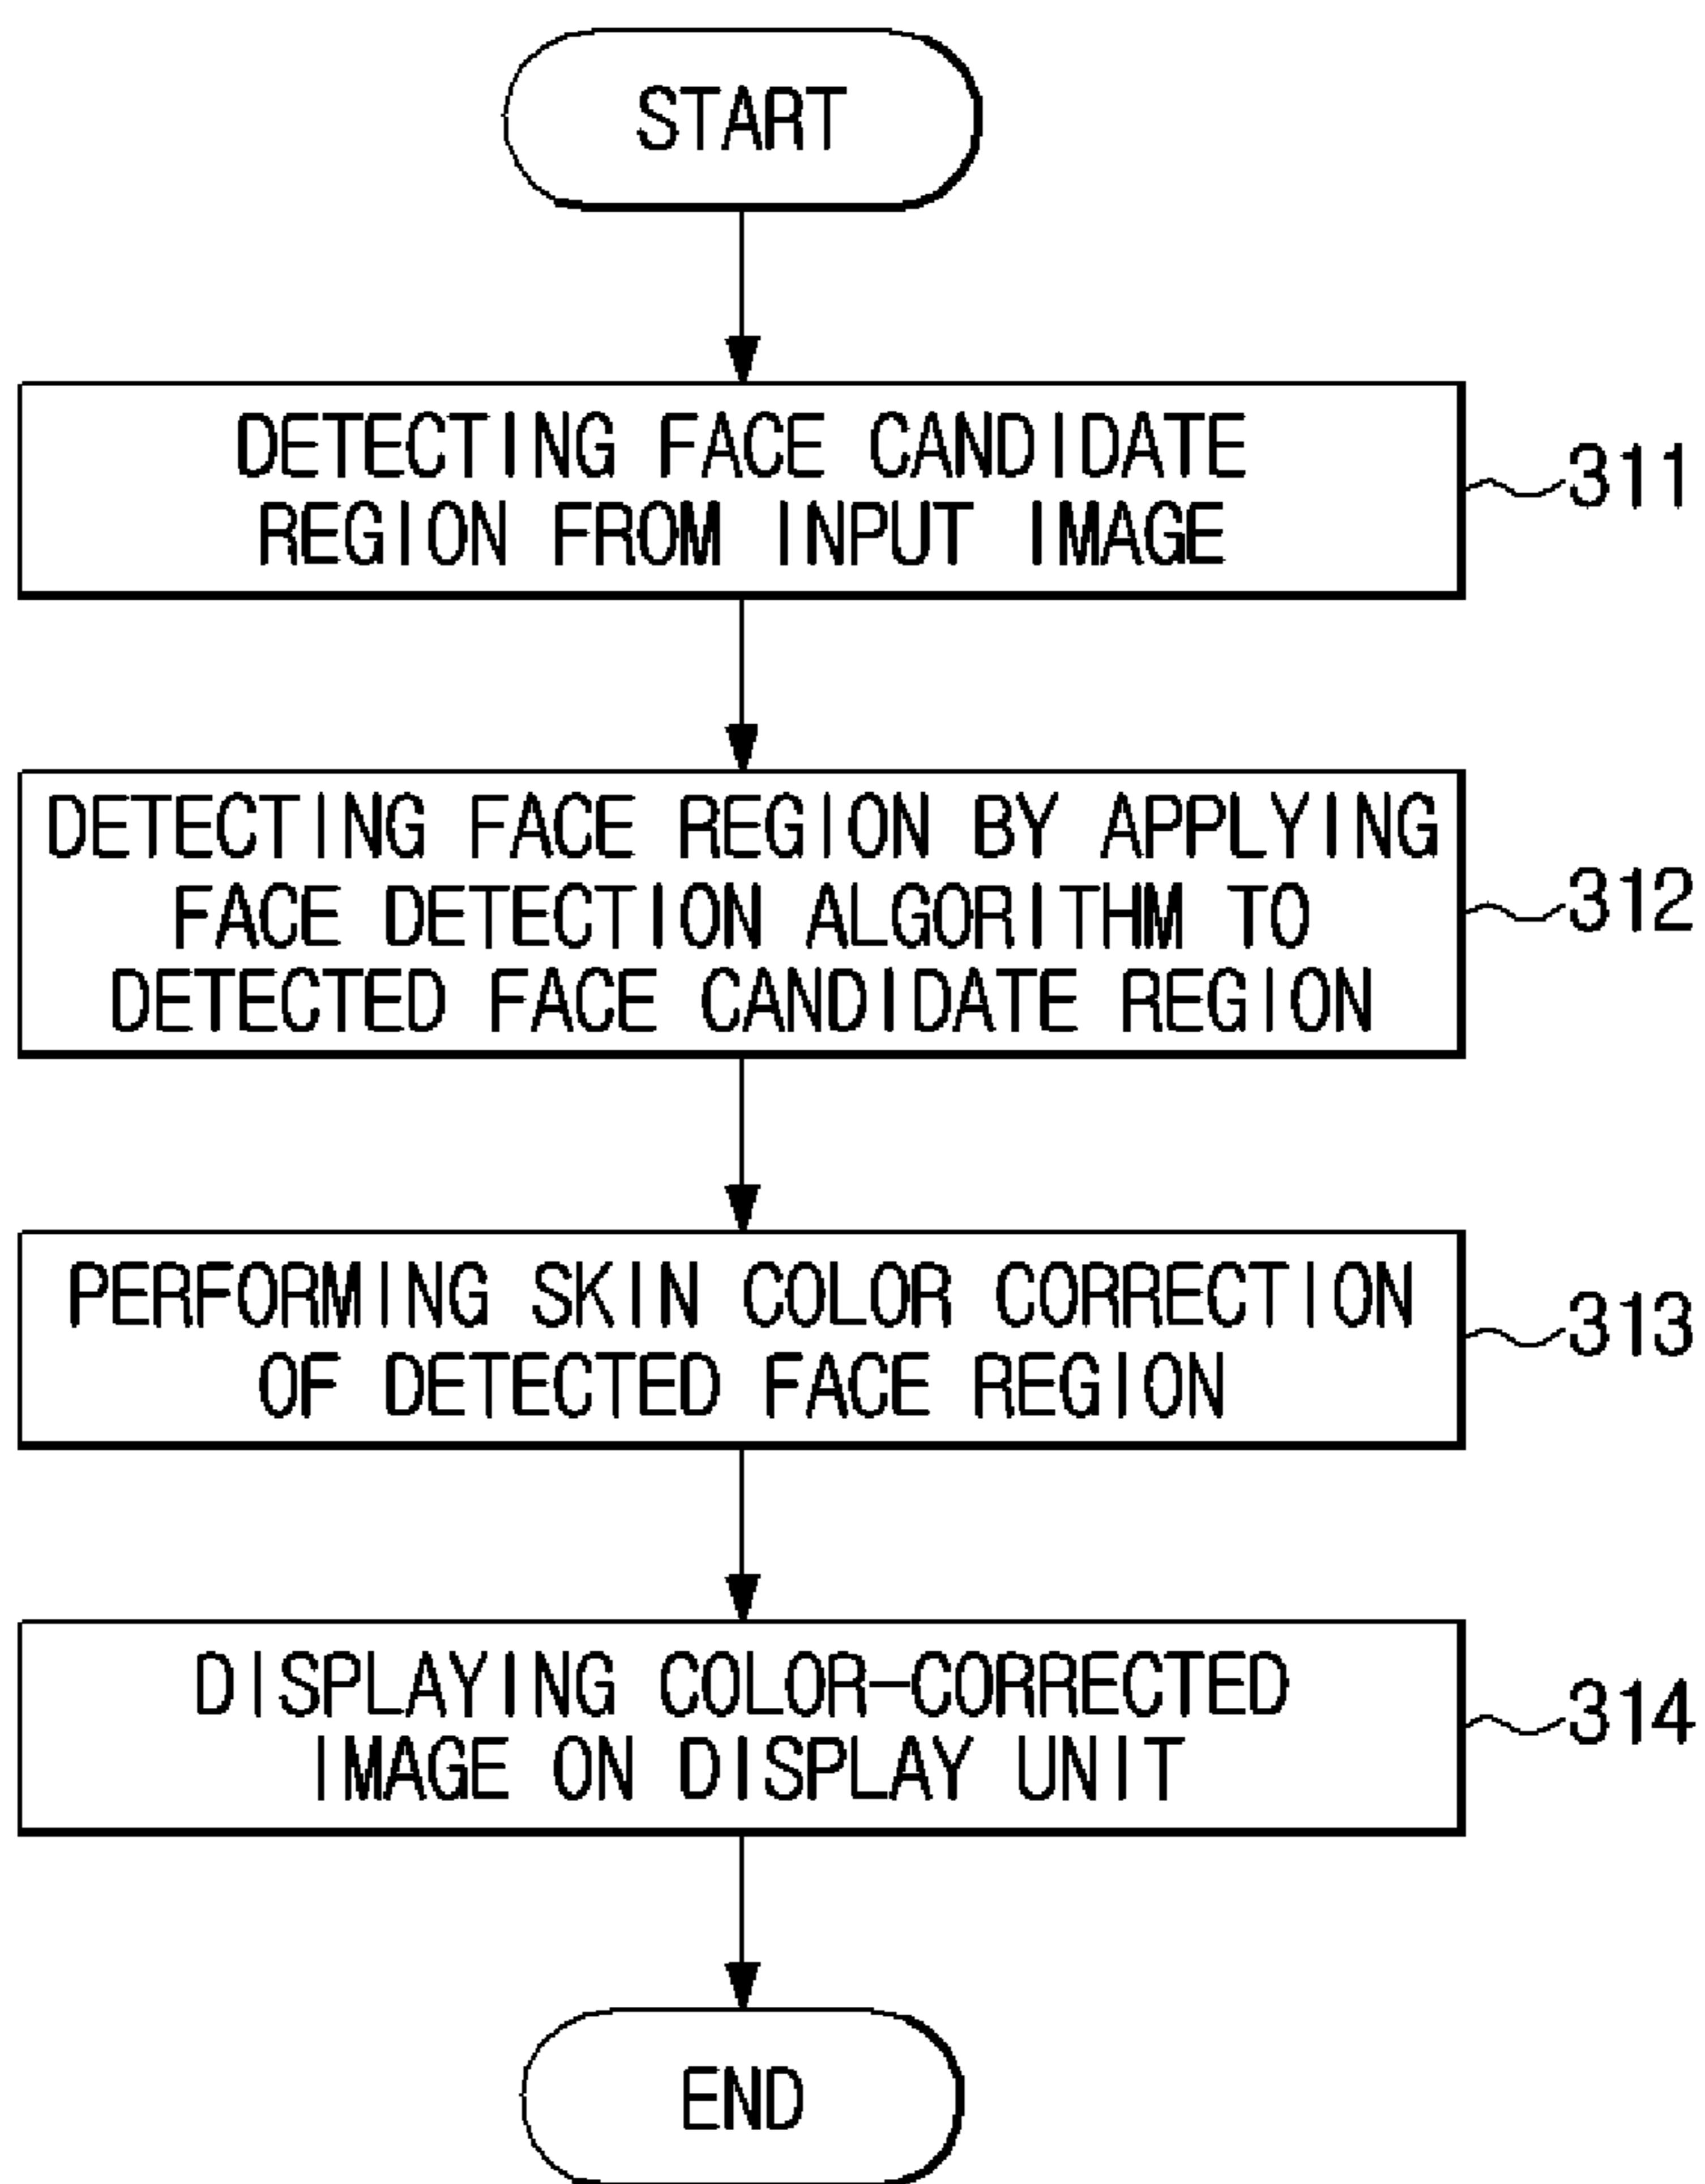 START
DETECTING FACE CANDIDATE
REGION FROM INPUT IMAGE
311
DETECTING FACE REGION BY APPLYING
FACE DETECTION ALGORITHM TO
DETECTED FACE CANDIDATE REGION
312
PERFORMING SKIN COLOR CORRECTION
OF DETECTED FACE REGION
313
DISPLAYING COLOR-CORRECTED
IMAGE ON DISPLAY UNIT
314
END